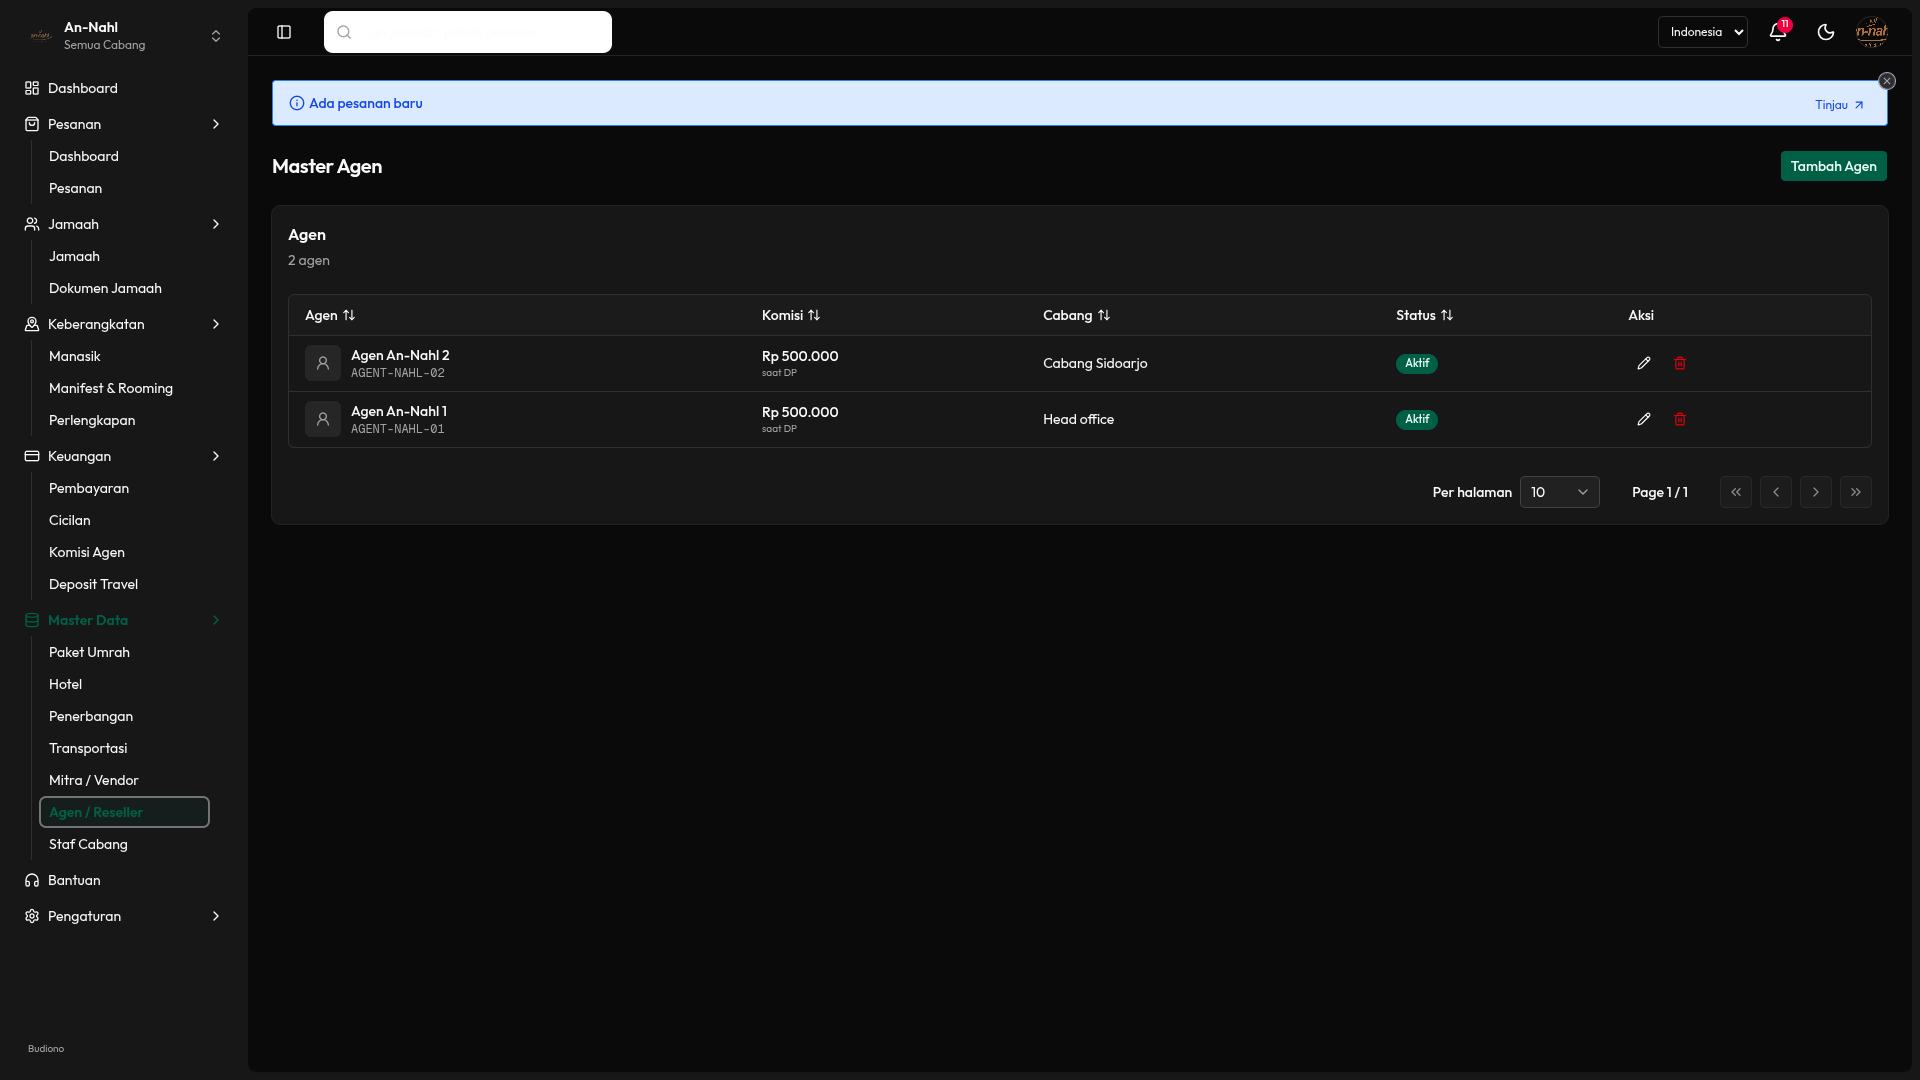 An-Nahl
Semua Cabang
Dashboard
Pesanan
Dashboard
Pesanan
Jamaah
Jamaah
Dokumen Jamaah
Keberangkatan
Manasik
Manifest & Rooming
Perlengkapan
Keuangan
Pembayaran
Cicilan
Komisi Agen
Deposit Travel
Master Data
Paket Umrah
Hotel
Penerbangan
Transportasi
Mitra / Vendor
Agen / Reseller
Staf Cabang
Bantuan
Pengaturan
Budiono
Indonesia
11
Ada pesanan baru
Tinjau
Master Agen
Tambah Agen
Agen
2 agen
Agen Komisi Cabang Status Aksi
Agen An-Nahl 2 Rp 500.000 Cabang Sidoarjo Aktif
AGENT-NAHL-02 saat DP
Agen An-Nahl 1 Rp 500.000 Head office Aktif
AGENT-NAHL-01 saat DP
Per halaman 10 Page 1 / 1